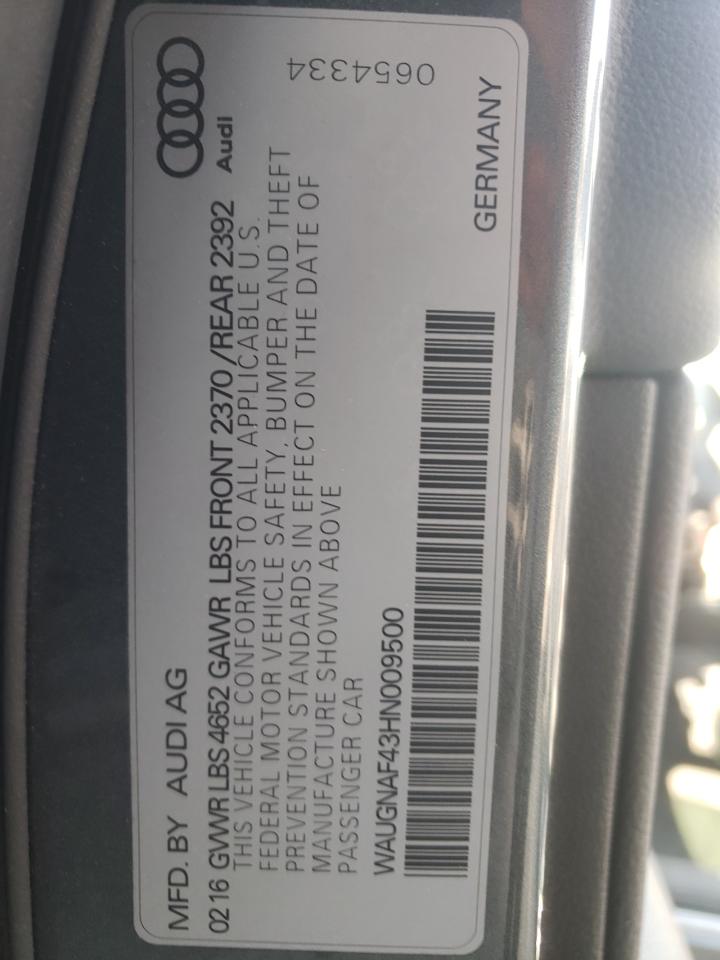 MFD. BY AUDI AG
0216 GVWR LBS 4652 GAWR LBS FRONT 2370 /REAR 2392
THIS VEHICLE CONFORMS TO ALL APPLICABLE U.S.
FEDERAL MOTOR VEHICLE SAFETY, BUMPER AND THEFT
PREVENTION STANDARDS IN EFFECT ON THE DATE OF
MANUFACTURE SHOWN ABOVE
PASSENGER CAR
WAUGNAF43HN009500
Audi
0654334
GERMANY